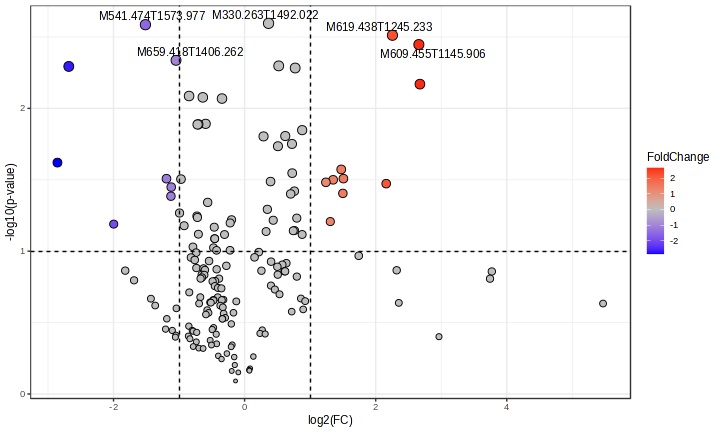 M541.474T1573.977
M330.263T1492.022
M619.438T1245.233
M659.418T1406.262
M609.455T1145.906
-log10(p-value)
2
1
0
-2
0
2
4
log2(FC)
FoldChange
2
1
0
-1
-2